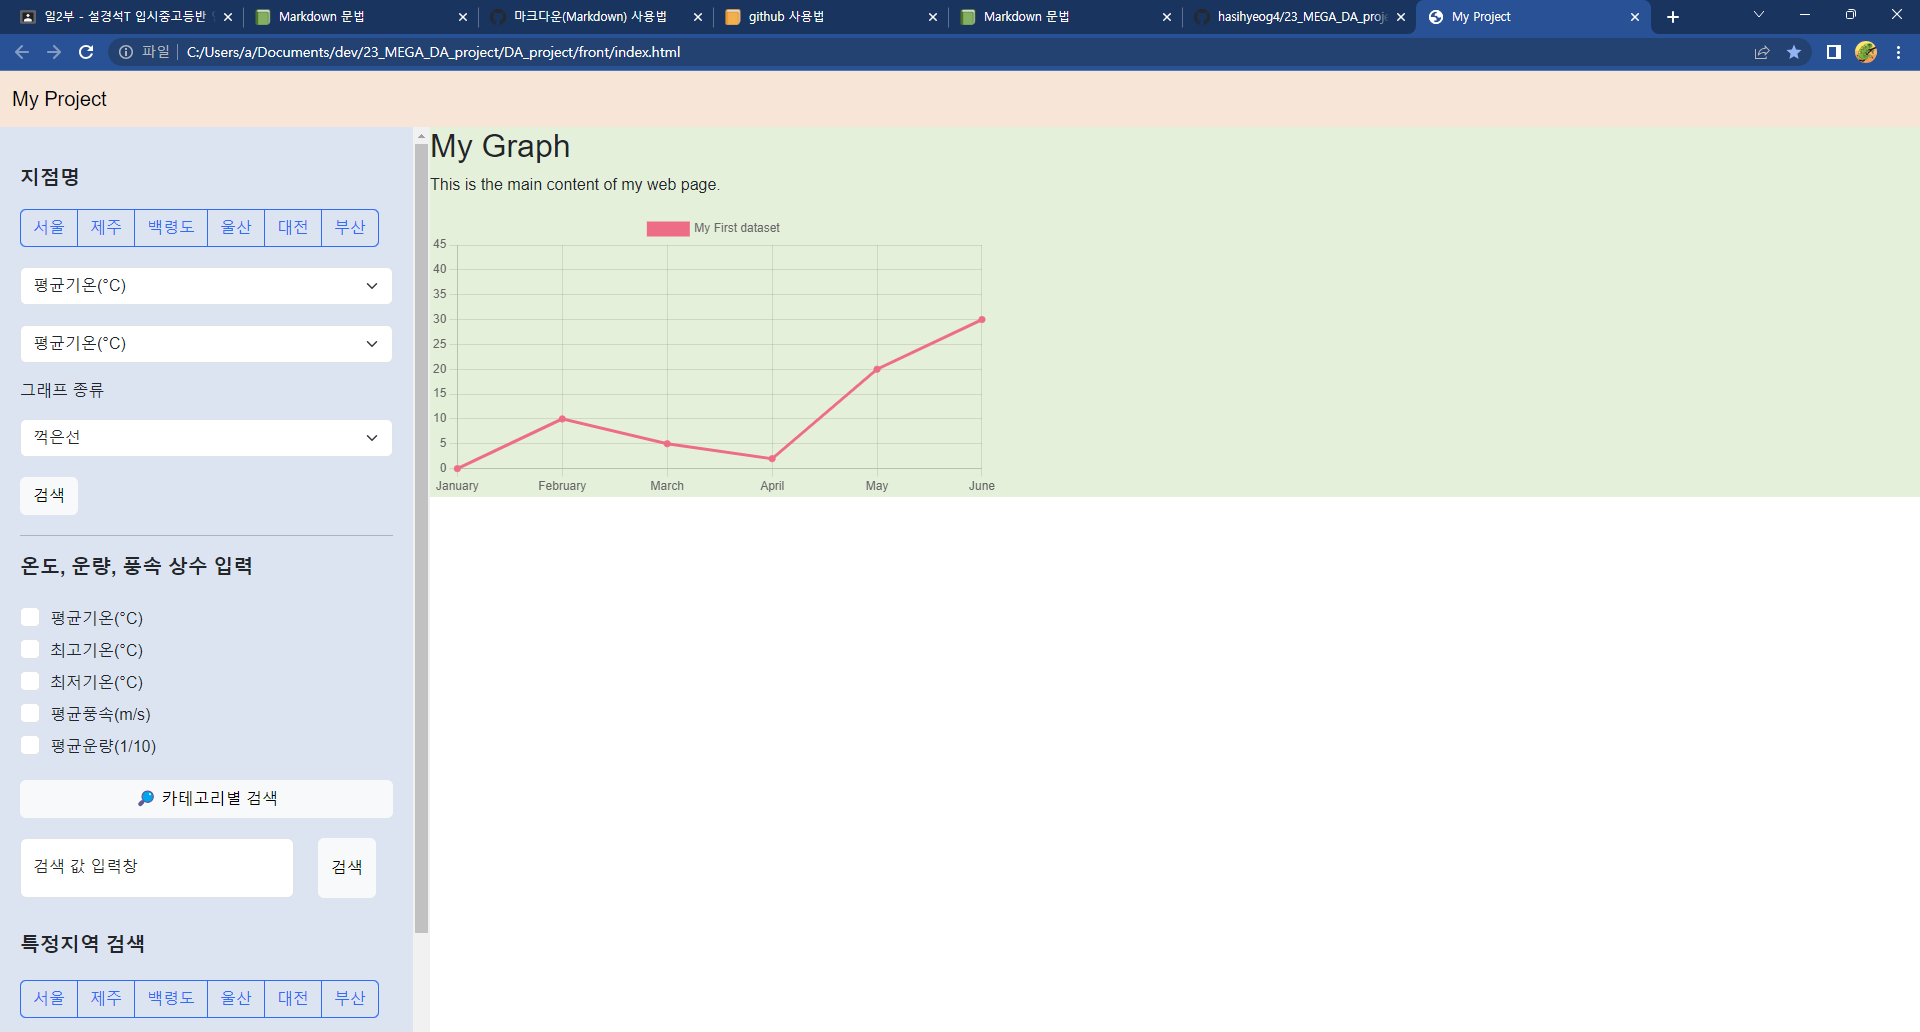 일2부 - 설경석T 입시중고등반
Markdown 문법
마크다운(Markdown) 사용법
github 사용법
Markdown 문법
hasihyeog4/23_MEGA_DA_proj
My Project
파일
C:/Users/a/Documents/dev/23_MEGA_DA_project/DA_project/front/index.html
My Project
지점명
서울 제주 백령도 울산 대전 부산
평균기온(°C)
평균기온(°C)
그래프 종류
꺽은선
검색
온도, 운량, 풍속 상수 입력
평균기온(°C)
최고기온(°C)
최저기온(°C)
평균풍속(m/s)
평균운량(1/10)
카테고리별 검색
검색 값 입력창
검색
특정지역 검색
서울 제주 백령도 울산 대전 부산
My Graph
This is the main content of my web page.
My First dataset
45
40
35
30
25
20
15
10
5
0
January February March April May June